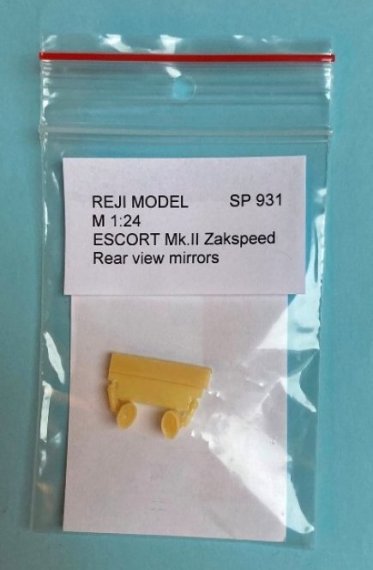 REJI MODEL SP 931
M 1:24
ESCORT Mk.II Zakspeed
Rear view mirrors